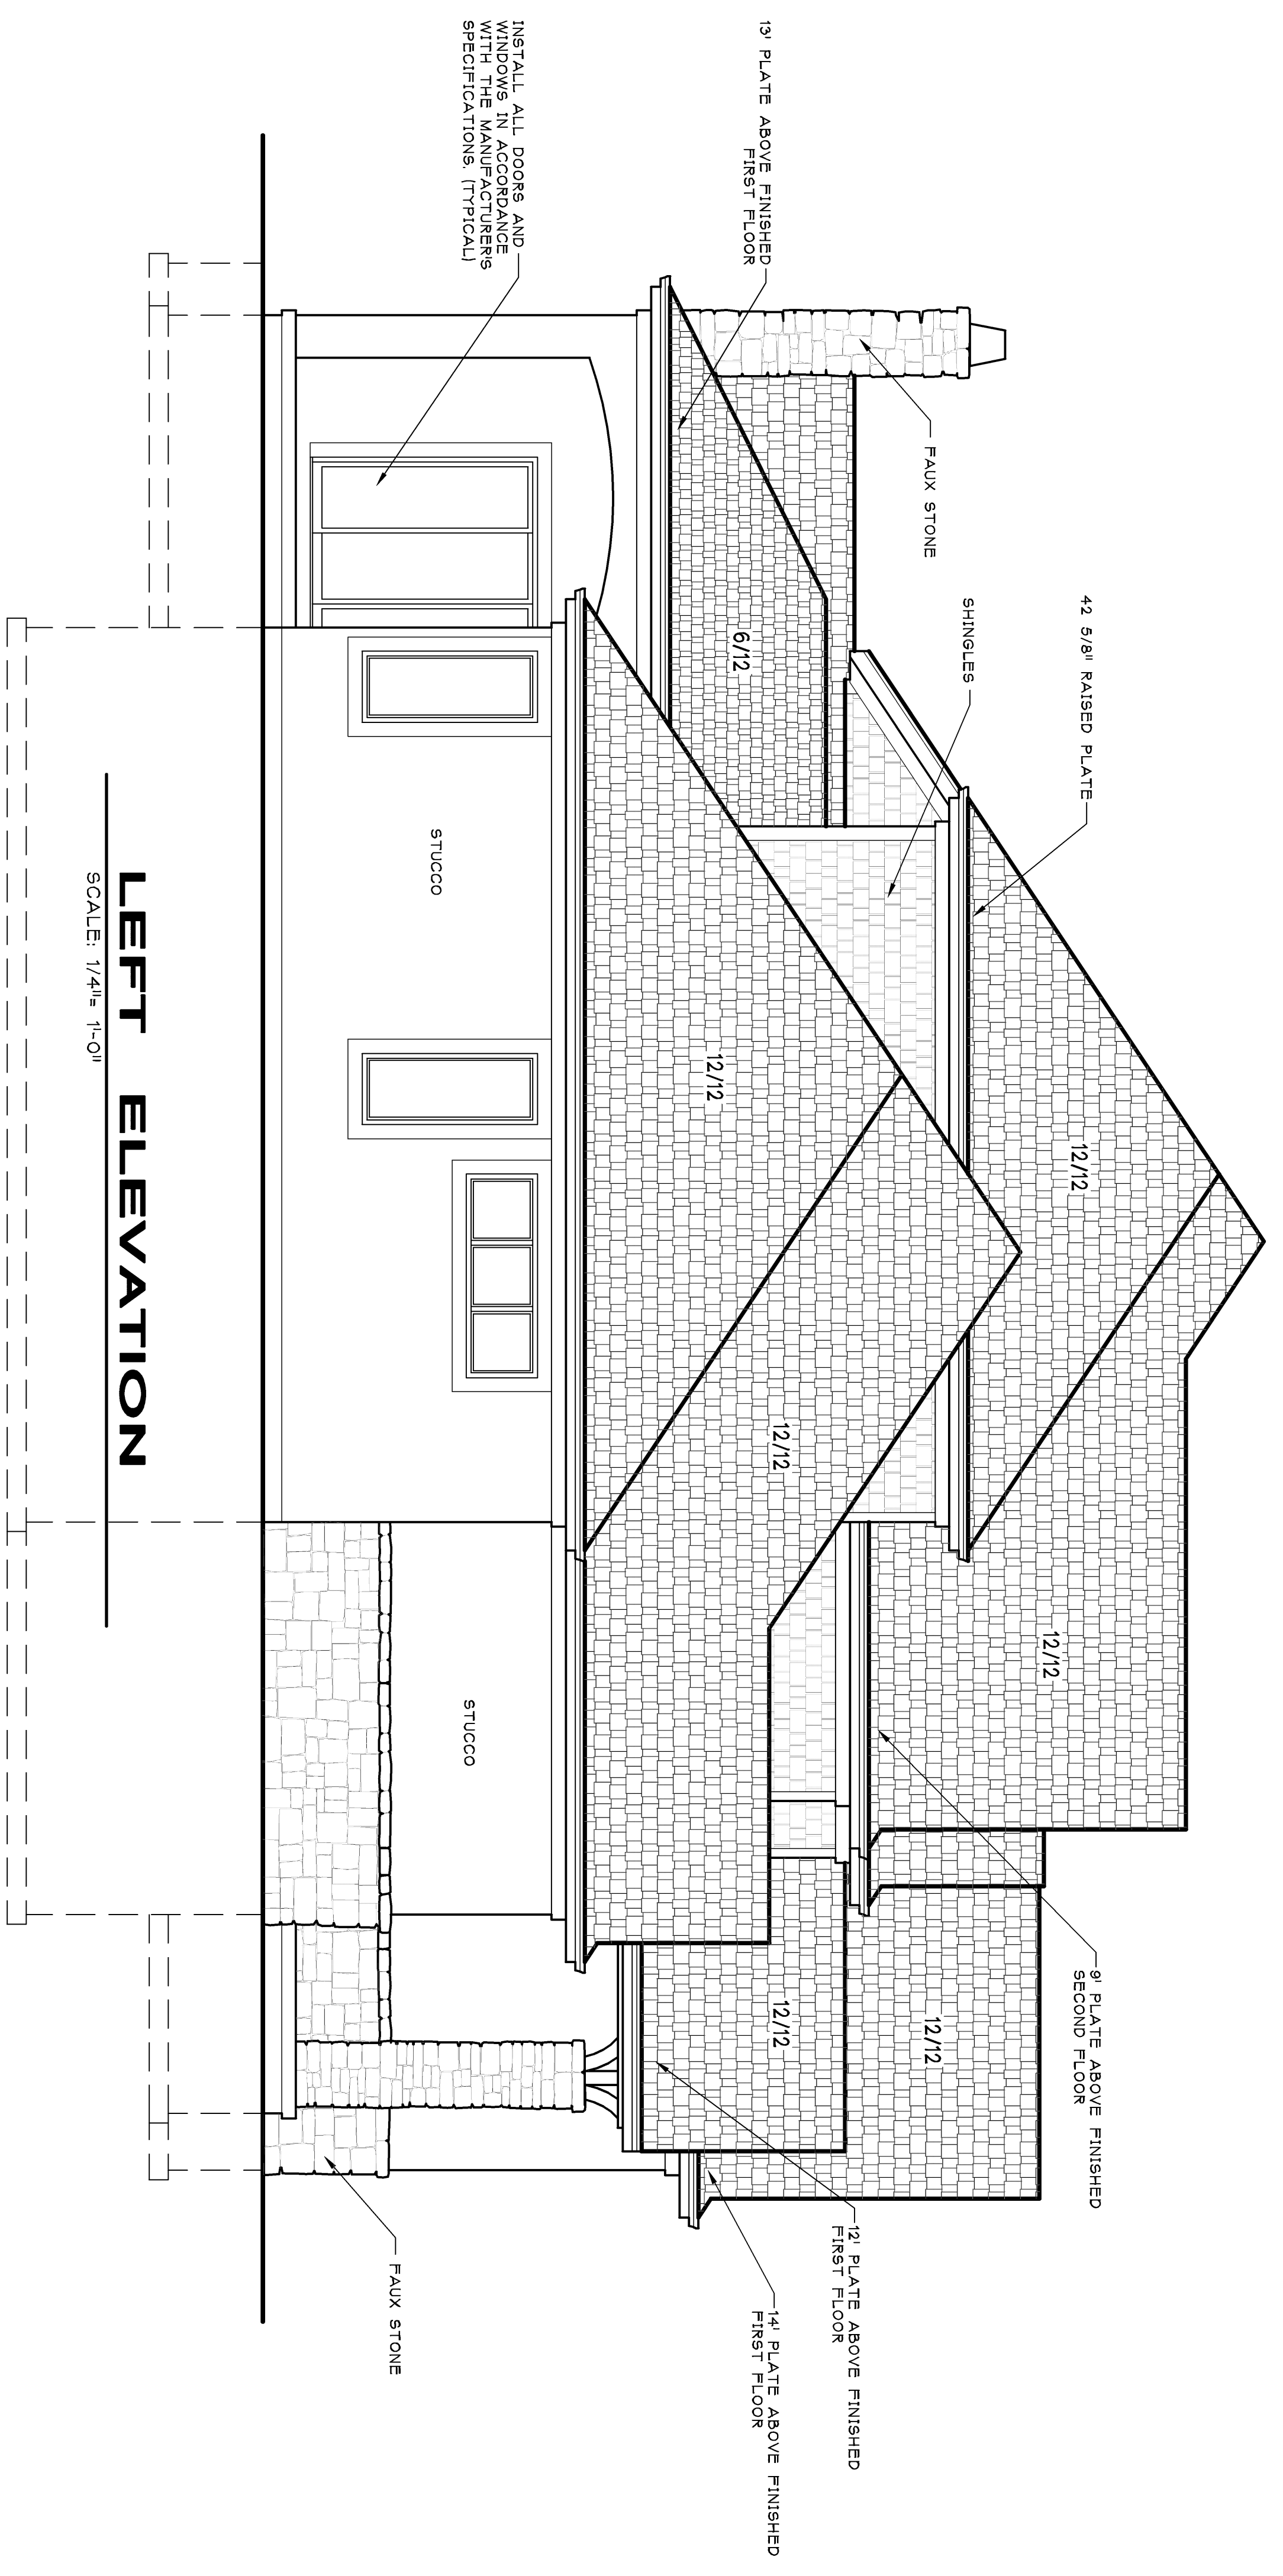 42 5/8" RAISED PLATE
9' PLATE ABOVE FINISHED
SECOND FLOOR
SHINGLES
FAUX STONE
12' PLATE ABOVE FINISHED
FIRST FLOOR
13' PLATE ABOVE FINISHED
FIRST FLOOR
14' PLATE ABOVE FINISHED
FIRST FLOOR
12/12
12/12
12/12
6/12
12/12
12/12
12/12
INSTALL ALL DOORS AND
WINDOWS IN ACCORDANCE
WITH THE MANUFACTURER'S
SPECIFICATIONS. (TYPICAL)
STUCCO
STUCCO
FAUX STONE
LEFT ELEVATION
SCALE: 1/4"= 1'-0"